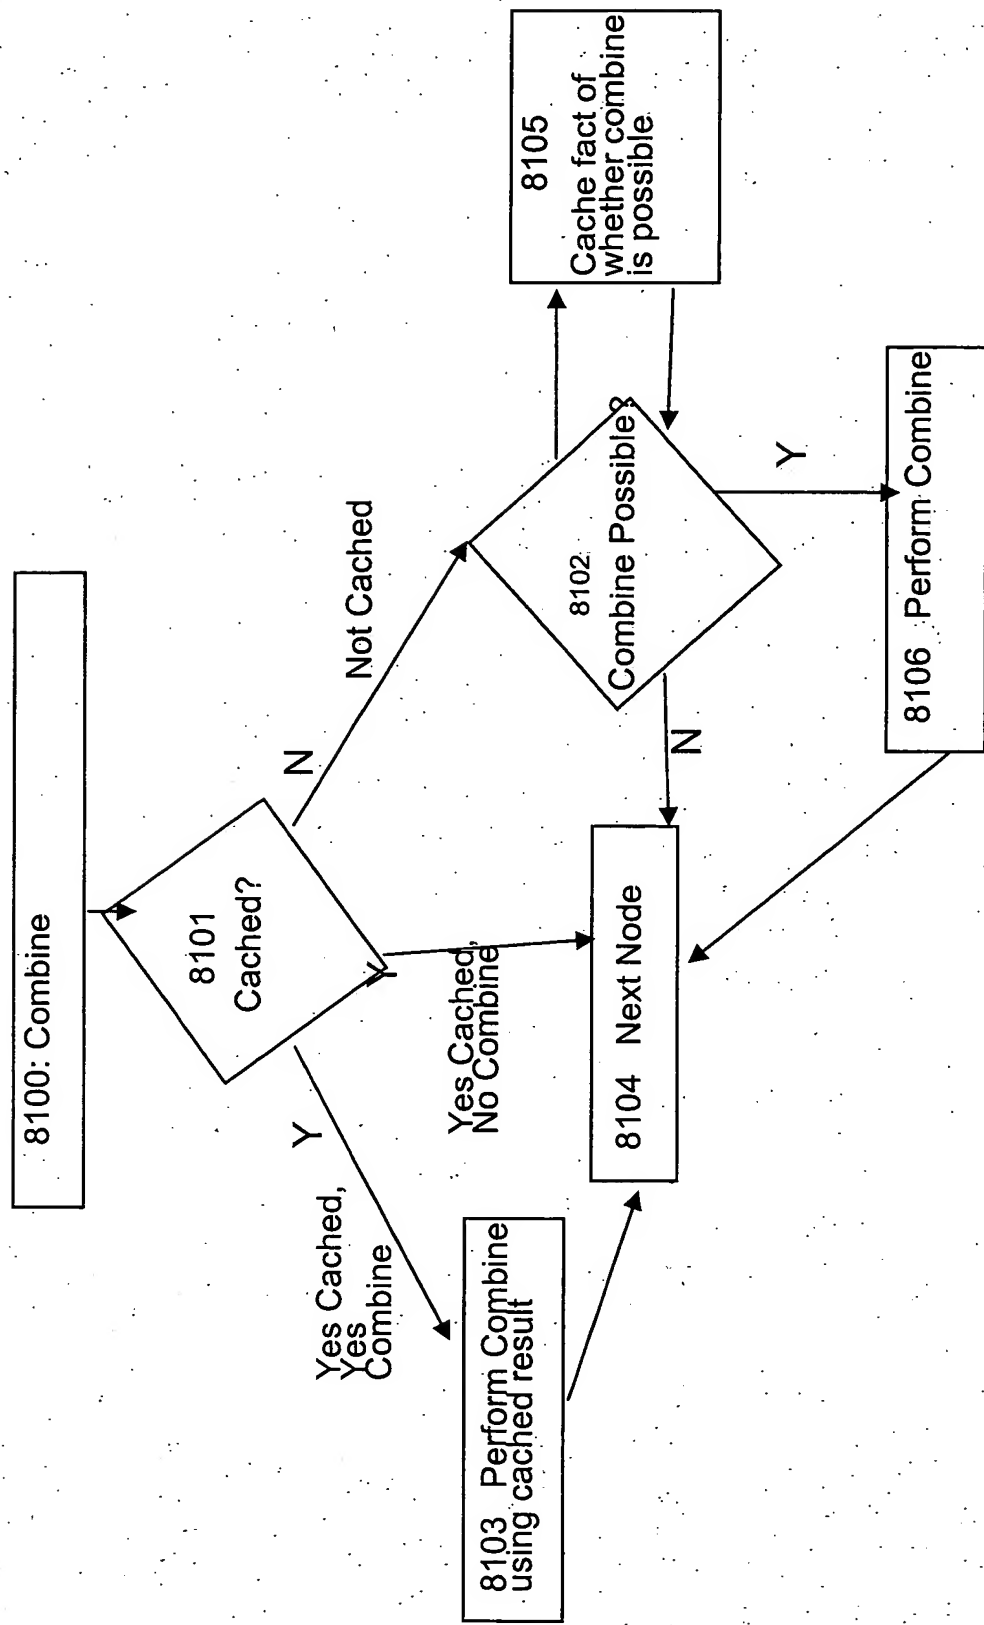 8100: Combine
8101
Cached?
N
Not Cached
Y
Yes Cached,
Yes
Combine
Y
Yes Cached,
No Combine
8103 Perform Combine
using cached result
8104 Next Node
8102
Combine Possible?
N
Y
8105
Cache fact of
whether combine
is possible
8106 Perform Combine